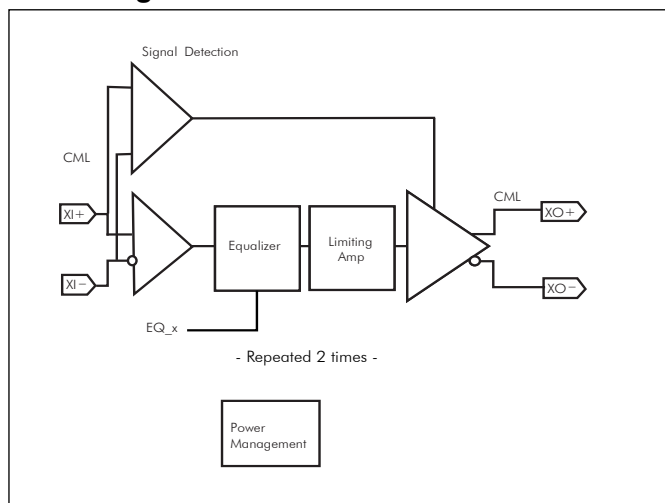 Signal Detection
CML
XI+
XI−
Equalizer
Limiting
Amp
CML
XO+
XO−
EQ_x
- Repeated 2 times -
Power
Management